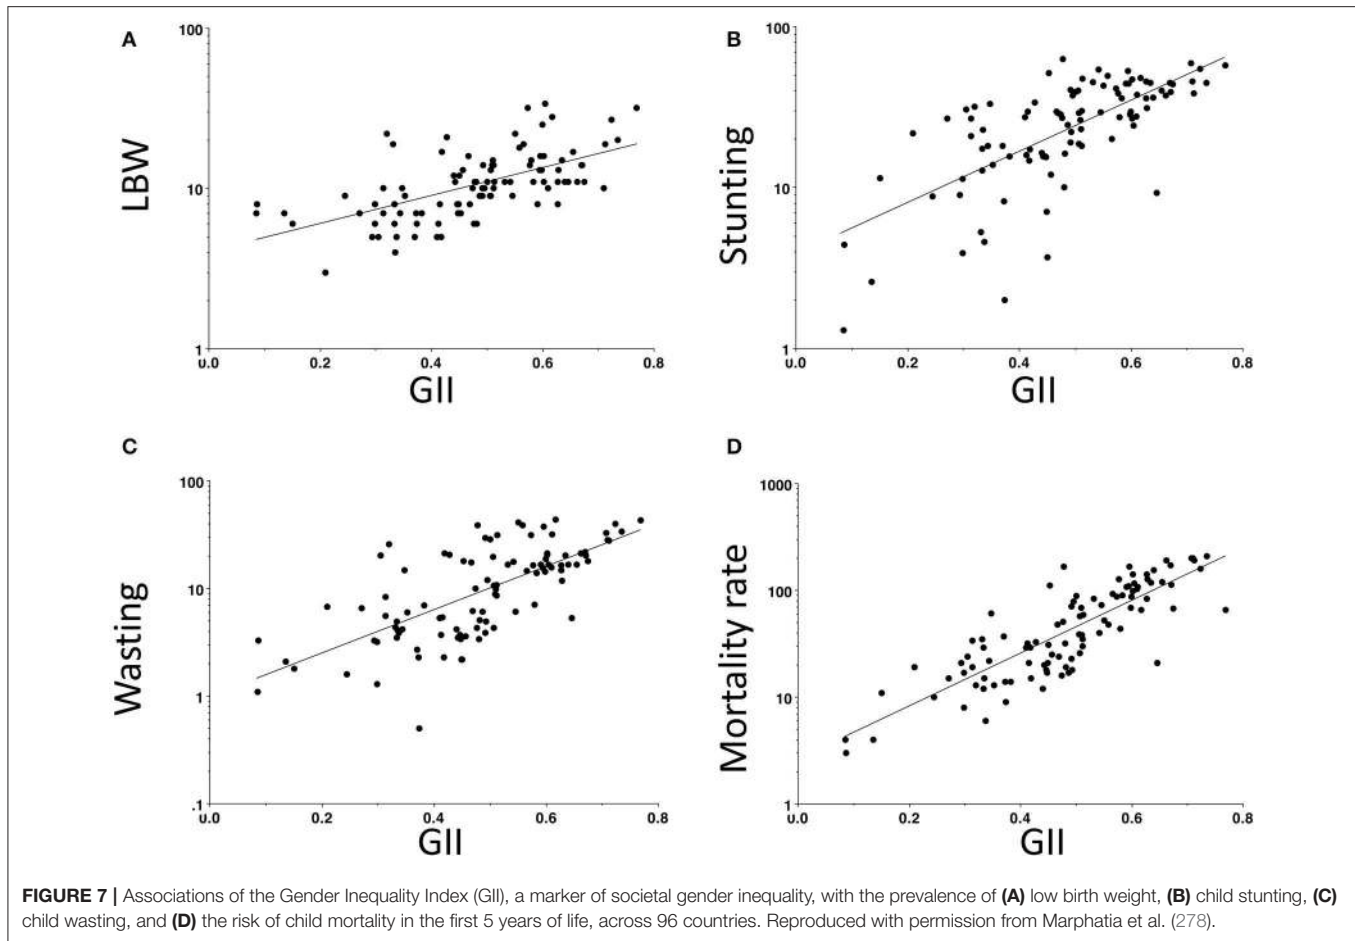 A
100
10
1
0.0 0.2 0.4 0.6 0.8
LBW
GII
B
100
10
1
0.0 0.2 0.4 0.6 0.8
Stunting
GII
C
100
10
1
.1
0.0 0.2 0.4 0.6 0.8
Wasting
GII
D
1000
100
10
1
0.0 0.2 0.4 0.6 0.8
Mortality rate
GII
FIGURE 7 | Associations of the Gender Inequality Index (GII), a marker of societal gender inequality, with the prevalence of (A) low birth weight, (B) child stunting, (C)
child wasting, and (D) the risk of child mortality in the first 5 years of life, across 96 countries. Reproduced with permission from Marphatia et al. (278).